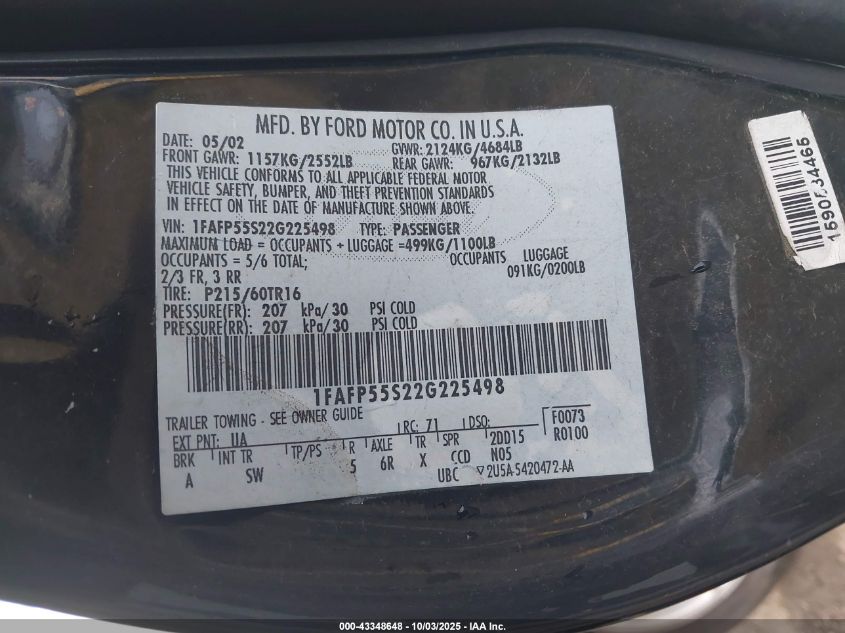 MFD. BY FORD MOTOR CO. IN U.S.A.
DATE: 05/02 GVWR: 2124KG/4684LB
FRONT GAWR: 1157KG/2552LB REAR GAWR: 967KG/2132LB
THIS VEHICLE CONFORMS TO ALL APPLICABLE FEDERAL MOTOR
VEHICLE SAFETY, BUMPER, AND THEFT PREVENTION STANDARDS
IN EFFECT ON THE DATE OF MANUFACTURE SHOWN ABOVE.
VIN: 1FAFP55S22G225498 TYPE: PASSENGER
MAXIMUM LOAD = OCCUPANTS + LUGGAGE = 499KG/1100LB
OCCUPANTS = 5/6 TOTAL; OCCUPANTS LUGGAGE
2/3 FR, 3 RR 091KG/0200LB
TIRE: P215/60TR16
PRESSURE(FR): 207 kPa/30 PSI COLD
PRESSURE(RR): 207 kPa/30 PSI COLD
1FAFP55S22G225498
TRAILER TOWING - SEE OWNER GUIDE
EXT PNT: UA RC: 71 DSO: F0073
BRK INT TR TP/PS R AXLE TR SPR 2DD15 R0100
A SW 5 6R X CCD N05
UBC 2U5A-5420472-AA
000-43348648 - 10/03/2025 - IAA Inc.